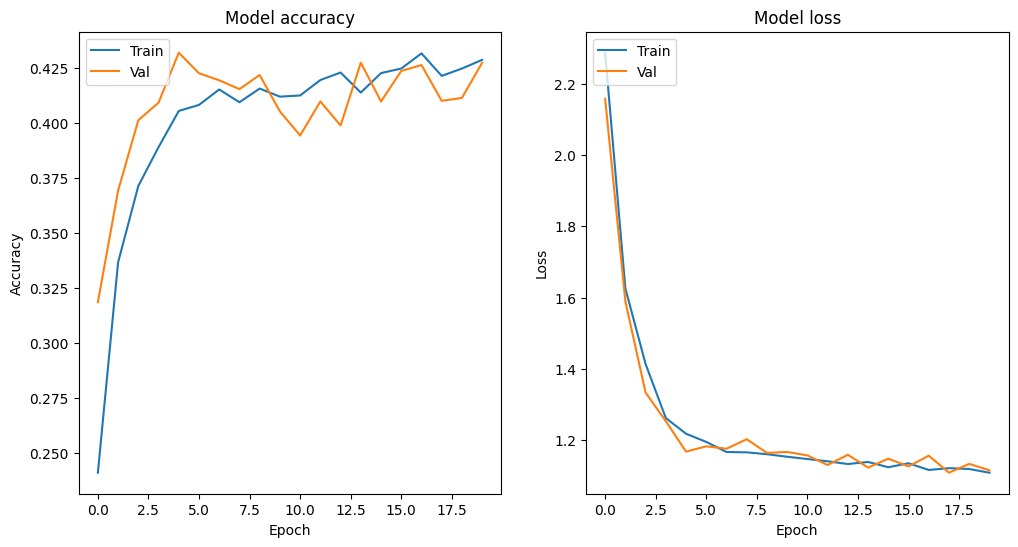 Model accuracy
Train
Val
0.425
0.400
0.375
0.350
0.325
0.300
0.275
0.250
Accuracy
0.0 2.5 5.0 7.5 10.0 12.5 15.0 17.5
Epoch
Model loss
Train
Val
2.2
2.0
1.8
1.6
1.4
1.2
Loss
0.0 2.5 5.0 7.5 10.0 12.5 15.0 17.5
Epoch